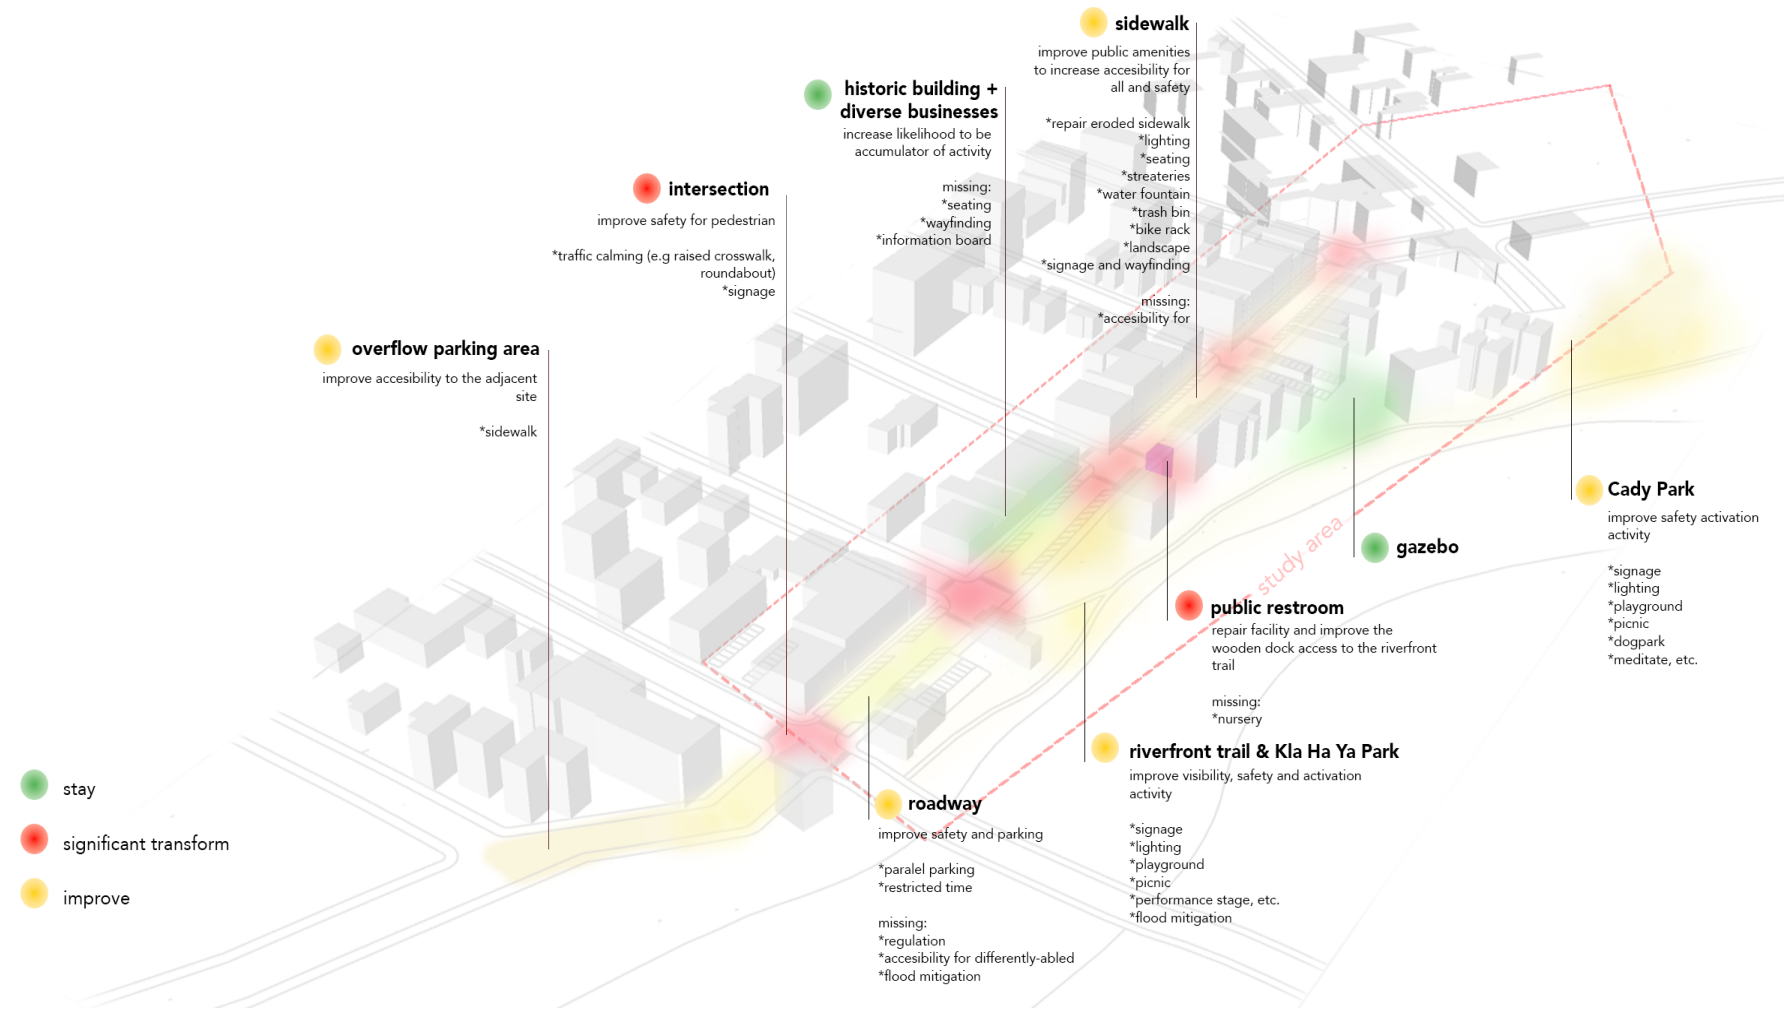 sidewalk
improve public amenities
to increase accesibility for
all and safety
*repair eroded sidewalk
*lighting
*seating
*streateries
*water fountain
*trash bin
*bike rack
*landscape
*signage and wayfinding
missing:
*accesibility for
historic building +
diverse businesses
increase likelihood to be
accumulator of activity
missing:
*seating
*wayfinding
*information board
intersection
improve safety for pedestrian
*traffic calming (e.g raised crosswalk,
roundabout)
*signage
overflow parking area
improve accesibility to the adjacent
site
*sidewalk
Cady Park
improve safety activation
activity
*signage
*lighting
*playground
*picnic
*dogpark
*meditate, etc.
gazebo
study area
public restroom
repair facility and improve the
wooden dock access to the riverfront
trail
missing:
*nursery
riverfront trail & Kla Ha Ya Park
improve visibility, safety and activation
activity
*signage
*lighting
*playground
*picnic
*performance stage, etc.
*flood mitigation
roadway
improve safety and parking
*paralel parking
*restricted time
missing:
*regulation
*accesibility for differently-abled
*flood mitigation
stay
significant transform
improve